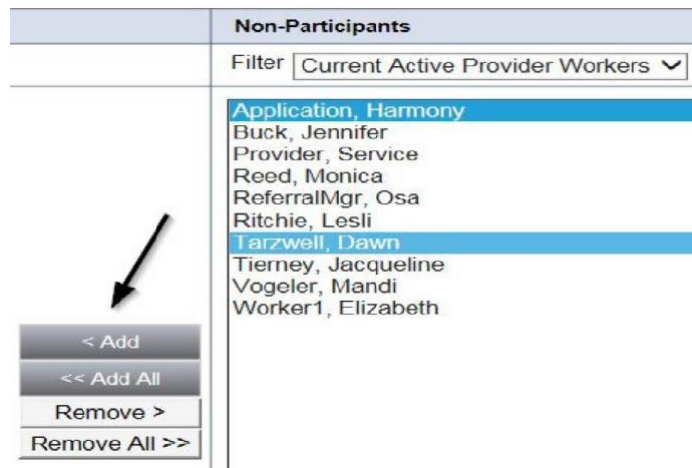 Non-Participants
Filter Current Active Provider Workers
Application, Harmony
Buck, Jennifer
Provider, Service
Reed, Monica
ReferralMgr, Osa
Ritchie, Lesli
Tarzwell, Dawn
Tierney, Jacqueline
Vogeler, Mandi
Worker1, Elizabeth
< Add
<< Add All
Remove >
Remove All >>